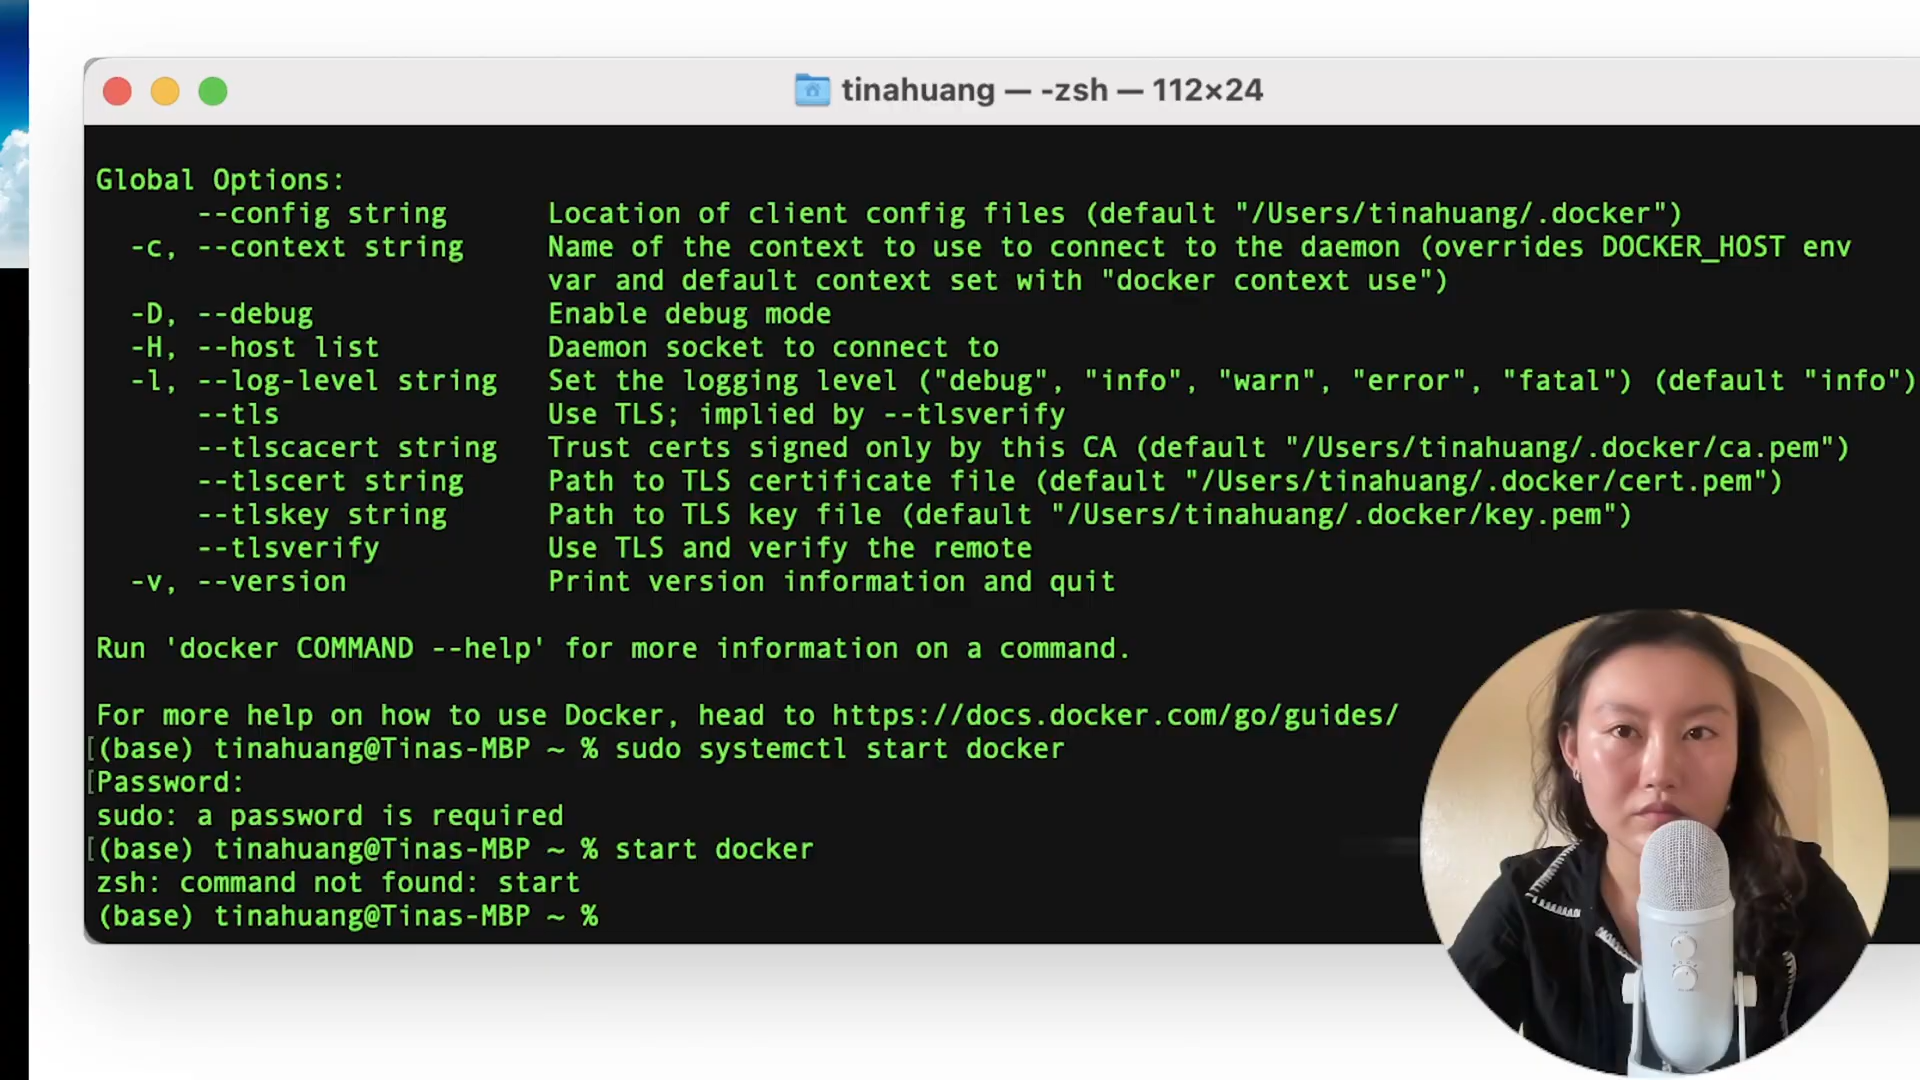 tinahuang — -zsh — 112×24
Global Options:
--config string Location of client config files (default "/Users/tinahuang/.docker")
-c, --context string Name of the context to use to connect to the daemon (overrides DOCKER_HOST env
var and default context set with "docker context use")
-D, --debug Enable debug mode
-H, --host list Daemon socket to connect to
-l, --log-level string Set the logging level ("debug", "info", "warn", "error", "fatal") (default "info")
--tls Use TLS; implied by --tlsverify
--tlscacert string Trust certs signed only by this CA (default "/Users/tinahuang/.docker/ca.pem")
--tlscert string Path to TLS certificate file (default "/Users/tinahuang/.docker/cert.pem")
--tlskey string Path to TLS key file (default "/Users/tinahuang/.docker/key.pem")
--tlsverify Use TLS and verify the remote
-v, --version Print version information and quit
Run 'docker COMMAND --help' for more information on a command.
For more help on how to use Docker, head to https://docs.docker.com/go/guides/
[(base) tinahuang@Tinas-MBP ~ % sudo systemctl start docker
[Password:
sudo: a password is required
[(base) tinahuang@Tinas-MBP ~ % start docker
zsh: command not found: start
(base) tinahuang@Tinas-MBP ~ %